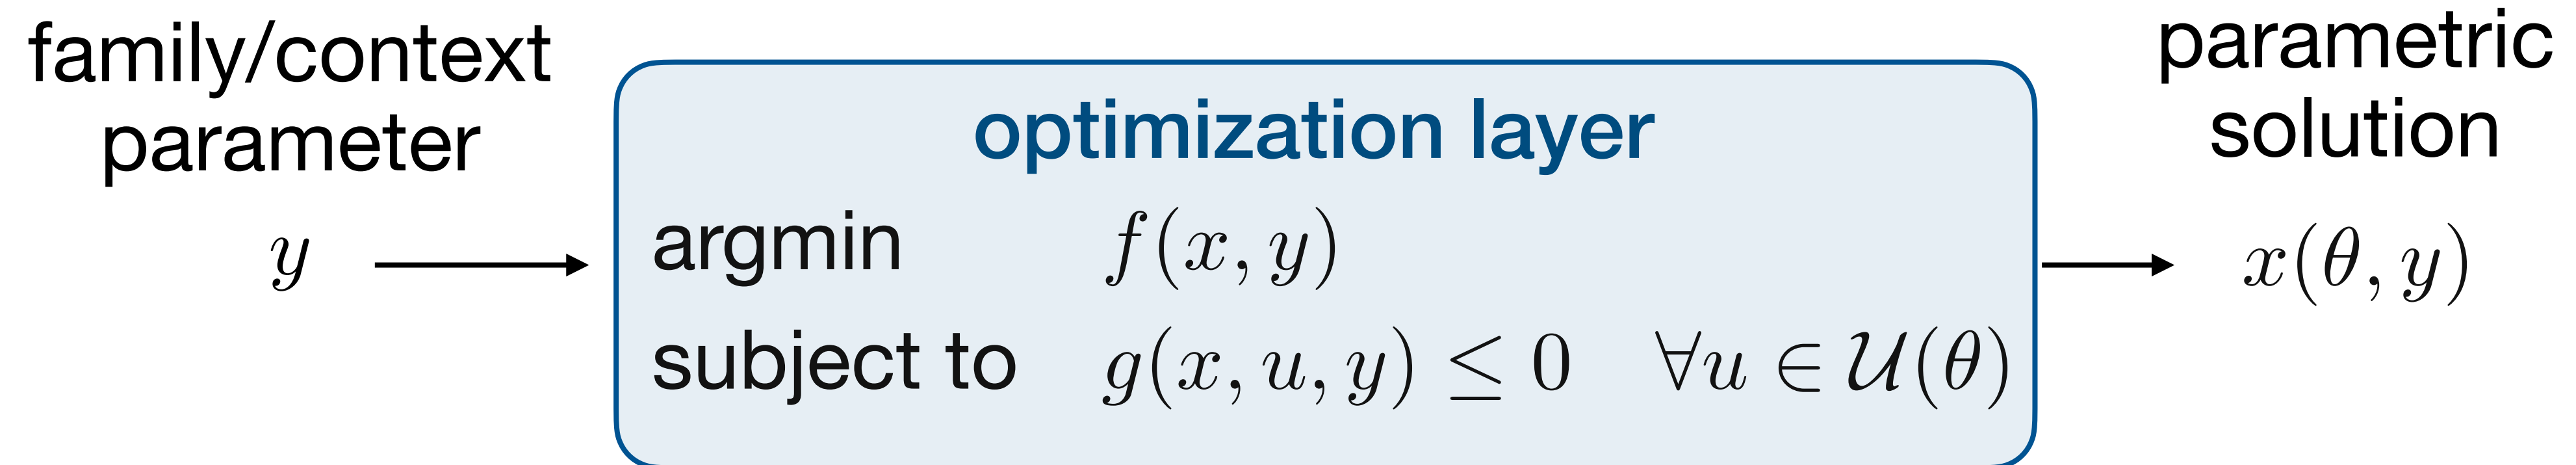 family/context
parameter
y
optimization layer
argmin f(x, y)
subject to g(x, u, y) ≤ 0 ∀u ∈ 𝒰(θ)
parametric
solution
x(θ, y)